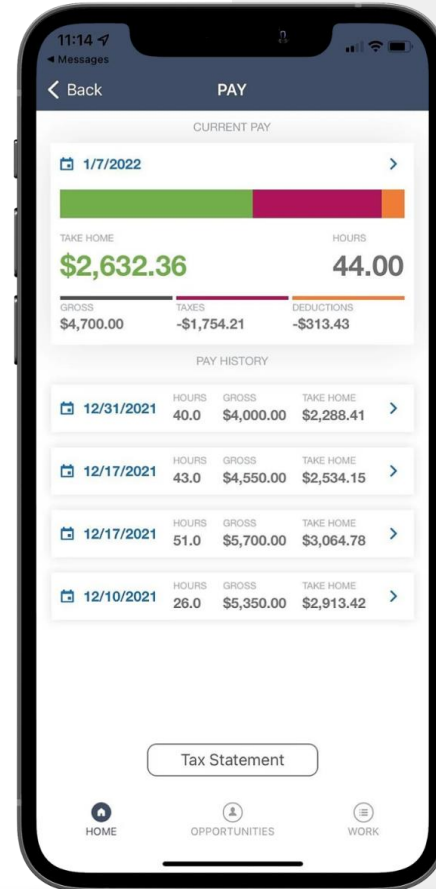 11:14
◀ Messages
Back PAY
CURRENT PAY
1/7/2022
TAKE HOME HOURS
$2,632.36 44.00
GROSS TAXES DEDUCTIONS
$4,700.00 -$1,754.21 -$313.43
PAY HISTORY
HOURS GROSS TAKE HOME
12/31/2021 40.0 $4,000.00 $2,288.41
HOURS GROSS TAKE HOME
12/17/2021 43.0 $4,550.00 $2,534.15
HOURS GROSS TAKE HOME
12/17/2021 51.0 $5,700.00 $3,064.78
HOURS GROSS TAKE HOME
12/10/2021 26.0 $5,350.00 $2,913.42
Tax Statement
HOME OPPORTUNITIES WORK